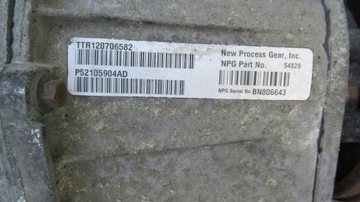 TTR120706582
P52105904AD
New Process Gear, Inc.
NPG Part No. 54829
NPG Serial No BN806643